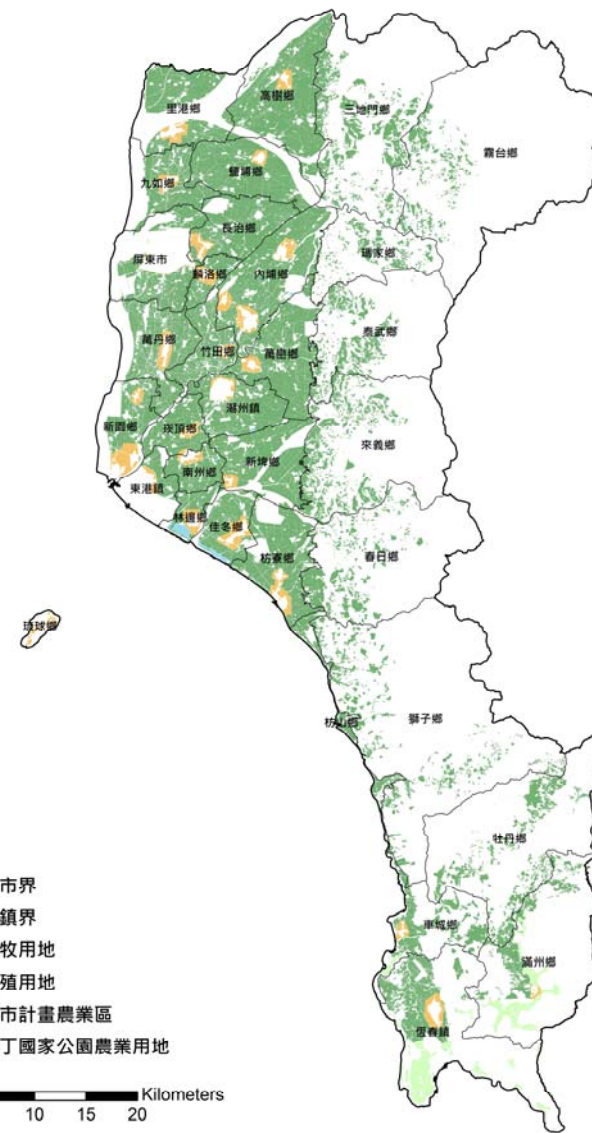 高樹鄉
里港鄉
三地門鄉
霧台鄉
鹽埔鄉
九如鄉
長治鄉
屏東市
瑪家鄉
麟洛鄉
內埔鄉
泰武鄉
萬丹鄉
竹田鄉
萬巒鄉
潮州鎮
新園鄉
崁頂鄉
來義鄉
新埤鄉
南州鄉
東港鎮
林邊鄉
佳冬鄉
枋寮鄉
春日鄉
琉球鄉
獅子鄉
枋山鄉
牡丹鄉
車城鄉
滿州鄉
恆春鎮
市界
鎮界
牧用地
殖用地
市計畫農業區
丁國家公園農業用地
Kilometers
10 15 20